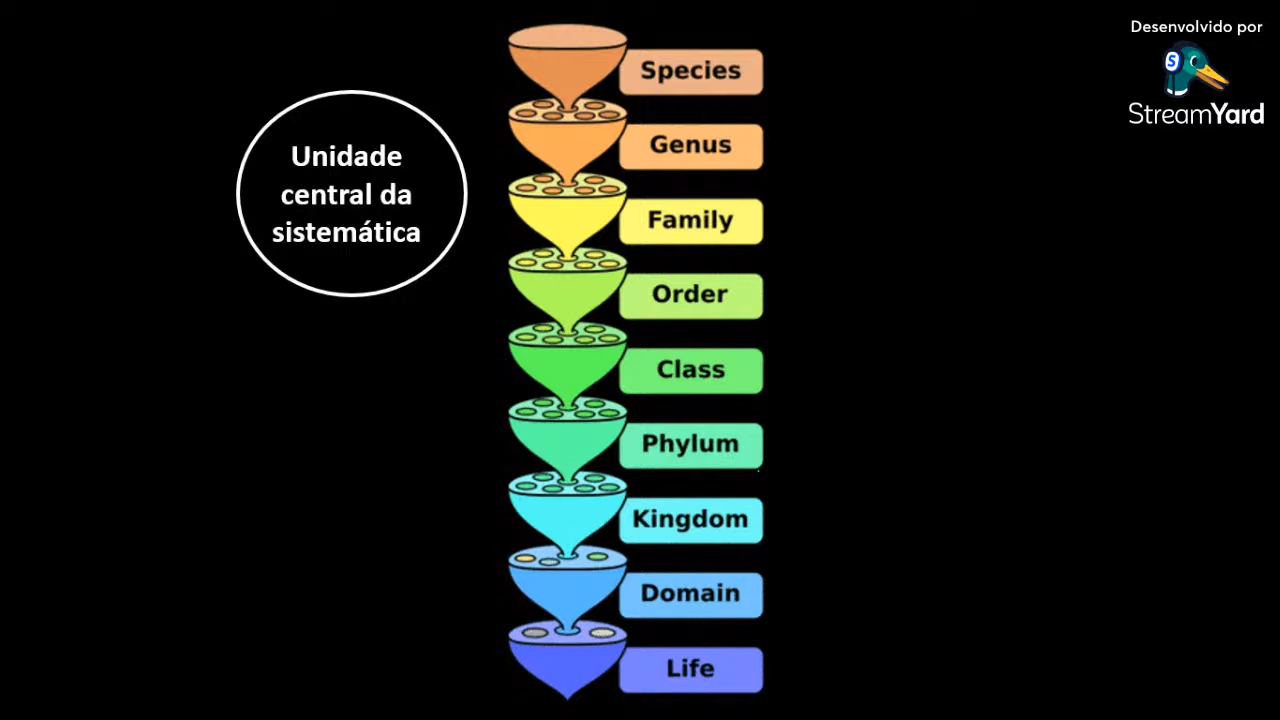 Desenvolvido por
StreamYard
Unidade
central da
sistemática
Species
Genus
Family
Order
Class
Phylum
Kingdom
Domain
Life